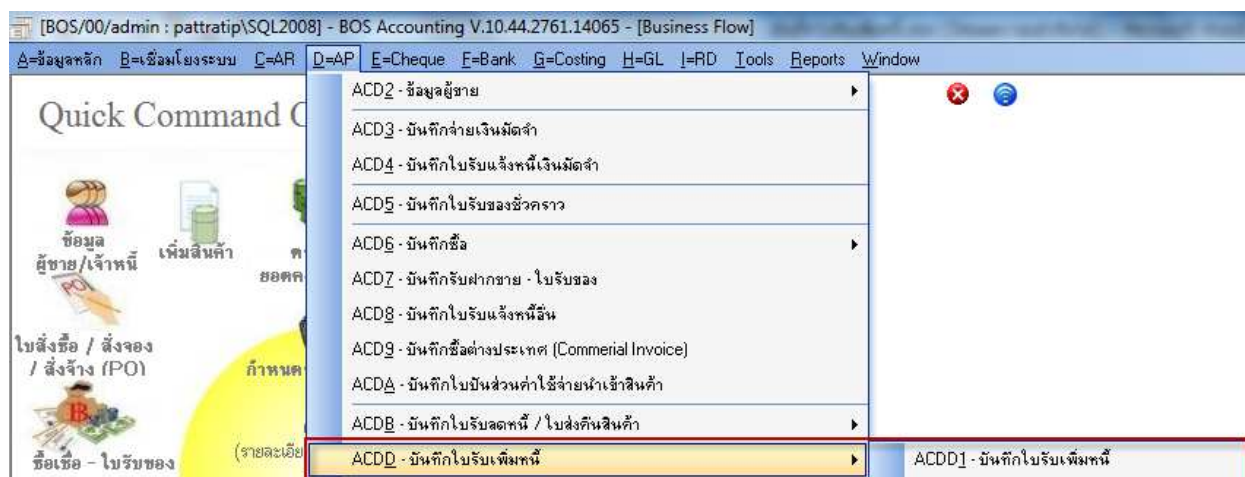 [BOS/00/admin : pattratip\SQL2008] - BOS Accounting V.10.44.2761.14065 - [Business Flow]
A=ข้อมูลหลัก B=เชื่อมโยงระบบ C=AR D=AP E=Cheque F=Bank G=Costing H=GL I=RD Tools Reports Window
Quick Command C
ACD2 - ข้อมูลผู้ขาย
ACD3 - บันทึกจ่ายเงินมัดจำ
ACD4 - บันทึกใบรับแจ้งหนี้เงินมัดจำ
ACD5 - บันทึกใบรับของชั่วคราว
ACD6 - บันทึกซื้อ
ACD7 - บันทึกรับฝากขาย - ใบรับของ
ACD8 - บันทึกใบรับแจ้งหนี้อื่น
ACD9 - บันทึกซื้อต่างประเทศ (Commerial Invoice)
ACDA - บันทึกใบปันส่วนค่าใช้จ่ายนำเข้าสินค้า
ACDB - บันทึกใบรับลดหนี้ / ใบส่งคืนสินค้า
ACDD - บันทึกใบรับเพิ่มหนี้
ACDD1 - บันทึกใบรับเพิ่มหนี้
ข้อมูล
ผู้ขาย/เจ้าหนี้
เพิ่มสินค้า
ยอดค
PO
ใบสั่งซื้อ / สั่งจอง
/ สั่งจ้าง (PO)
กำหนด
(รายละเอีย
ซื้อเชื่อ - ใบรับของ